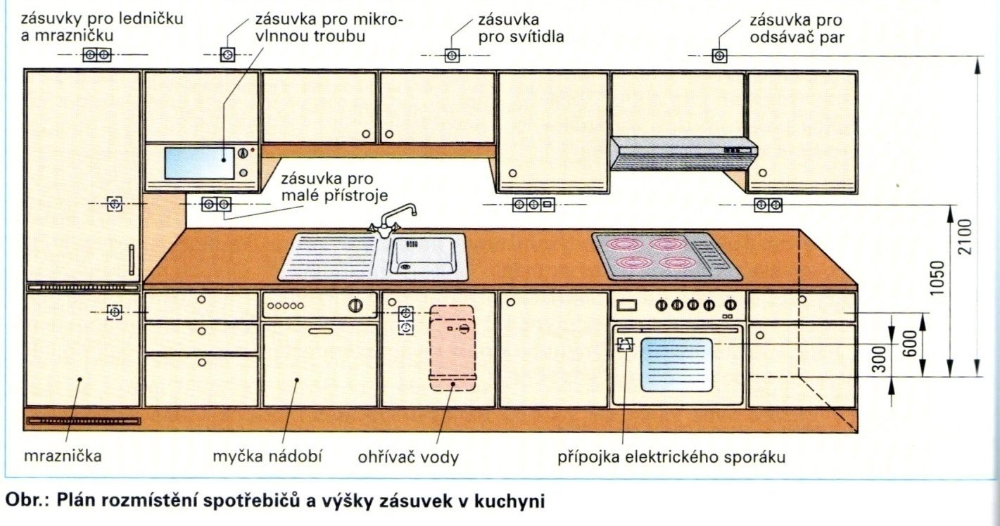 zásuvky pro ledničku
a mrazničku
zásuvka pro mikro-
vlnnou troubu
zásuvka
pro svítidla
zásuvka pro
odsávač par
zásuvka pro
malé přístroje
2100
1050
600
300
mraznička
myčka nádobí
ohřívač vody
přípojka elektrického sporáku
Obr.: Plán rozmístění spotřebičů a výšky zásuvek v kuchyni